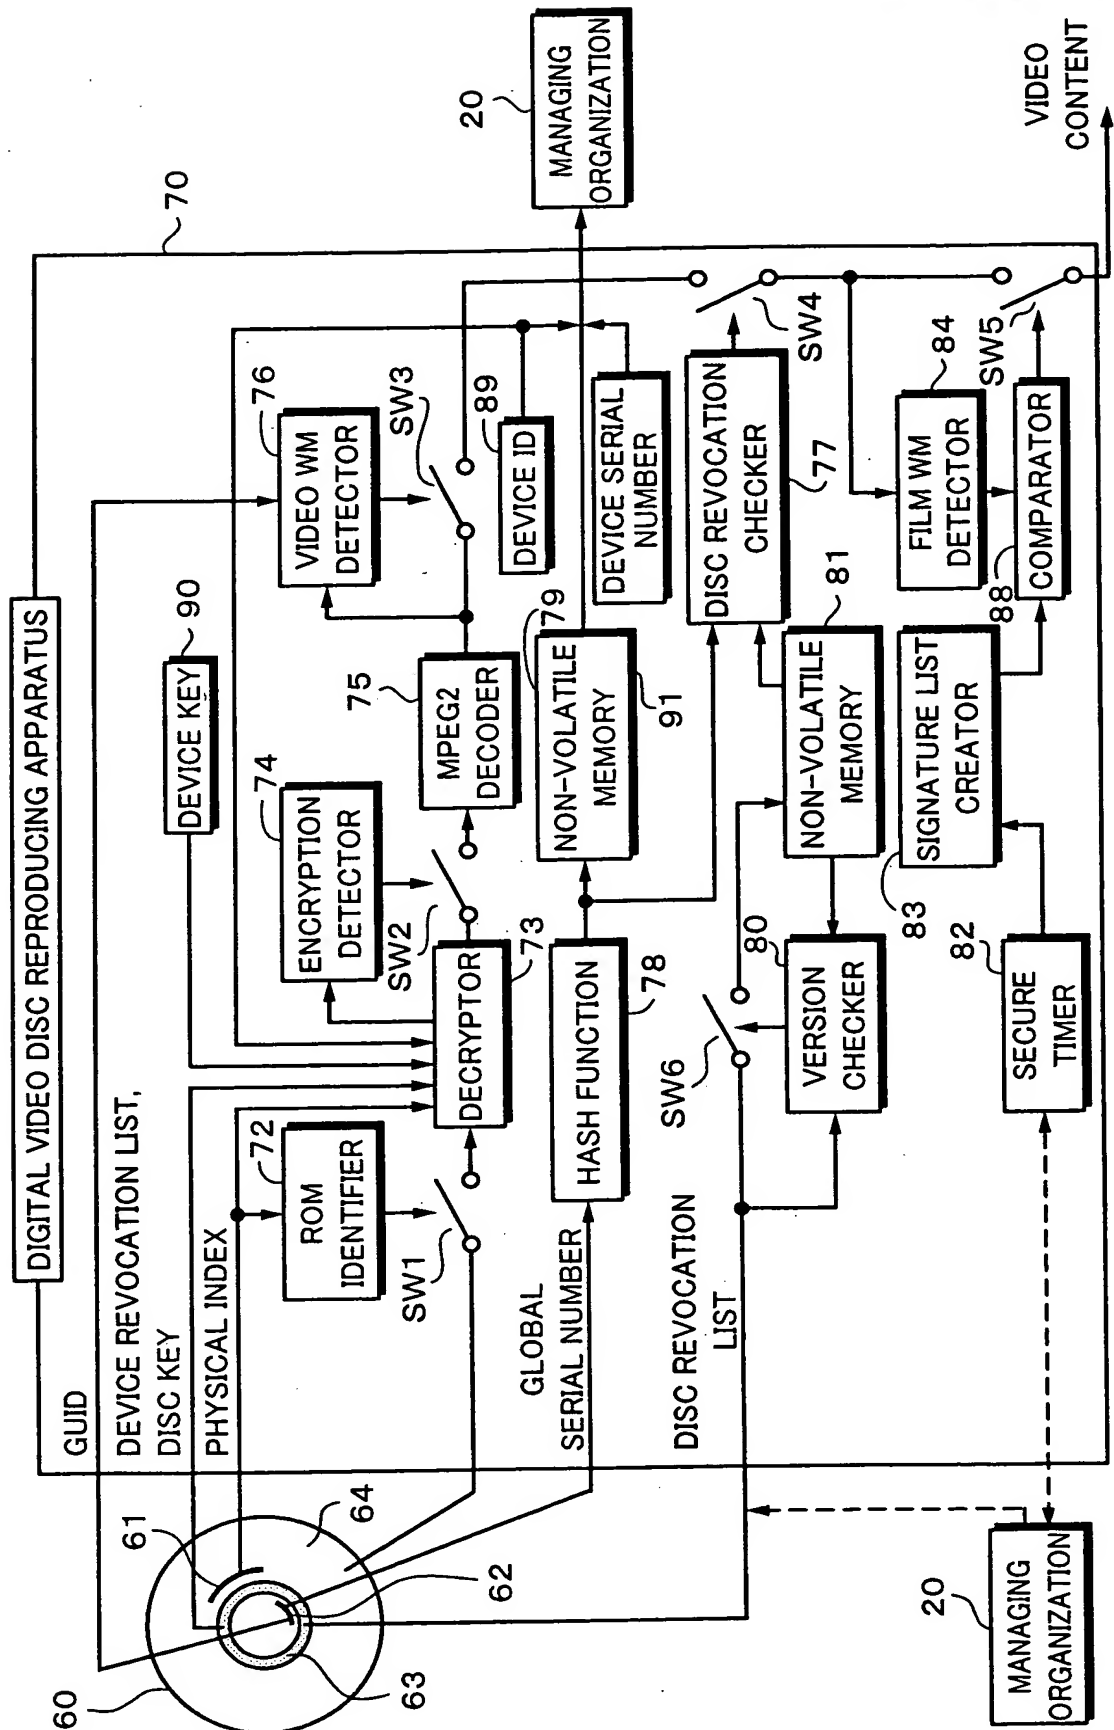 DIGITAL VIDEO DISC REPRODUCING APPARATUS
70
20
MANAGING
ORGANIZATION
GUID
DEVICE REVOCATION LIST,
DISC KEY
PHYSICAL INDEX
DEVICE KEY
90
VIDEO WM
DETECTOR
76
SW3
ENCRYPTION
DETECTOR
74
ROM
IDENTIFIER
72
SW1
DECRYPTOR
73
SW2
MPEG2
DECODER
75
DEVICE ID
89
DEVICE SERIAL
NUMBER
GLOBAL
SERIAL NUMBER
HASH FUNCTION
78
NON-VOLATILE
MEMORY
79
91
DISC REVOCATION
CHECKER
77
SW4
DISC REVOCATION
LIST
SW6
VERSION
CHECKER
80
NON-VOLATILE
MEMORY
81
SECURE
TIMER
82
SIGNATURE LIST
CREATOR
83
FILM WM
DETECTOR
84
COMPARATOR
88
SW5
VIDEO
CONTENT
60
61
62
63
64
20
MANAGING
ORGANIZATION